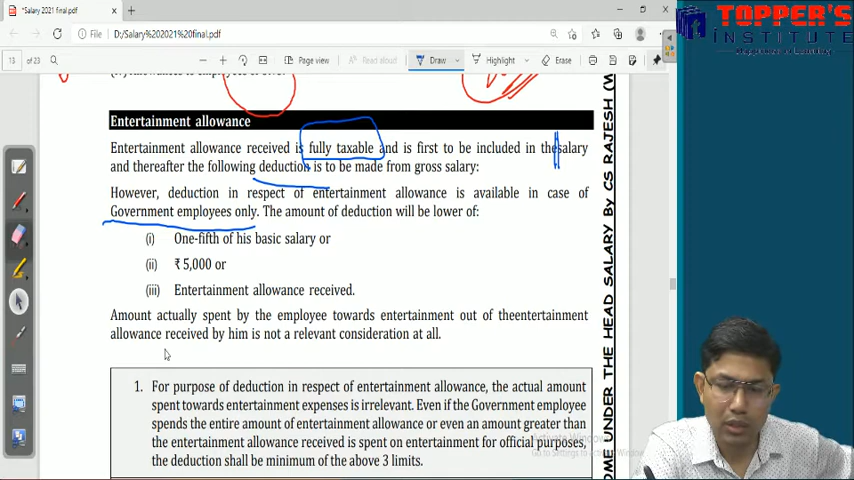 *Salary 2021 final.pdf
File
D:/Salary%202021%20final.pdf
TOPPER'S
INSTITUTE
13 of 23
Page view
Read aloud
Draw
Highlight
Erase
Entertainment allowance
Entertainment allowance received is fully taxable and is first to be included in thesalary
and thereafter the following deduction is to be made from gross salary:
However, deduction in respect of entertainment allowance is available in case of
Government employees only. The amount of deduction will be lower of:
(i) One-fifth of his basic salary or
(ii) ₹ 5,000 or
(iii) Entertainment allowance received.
Amount actually spent by the employee towards entertainment out of theentertainment
allowance received by him is not a relevant consideration at all.
1. For purpose of deduction in respect of entertainment allowance, the actual amount
spent towards entertainment expenses is irrelevant. Even if the Government employee
spends the entire amount of entertainment allowance or even an amount greater than
the entertainment allowance received is spent on entertainment for official purposes,
the deduction shall be minimum of the above 3 limits.
Activate Windows
Go to Settings to activate Windows.
OME UNDER THE HEAD SALARY BY CS RAJESH (W